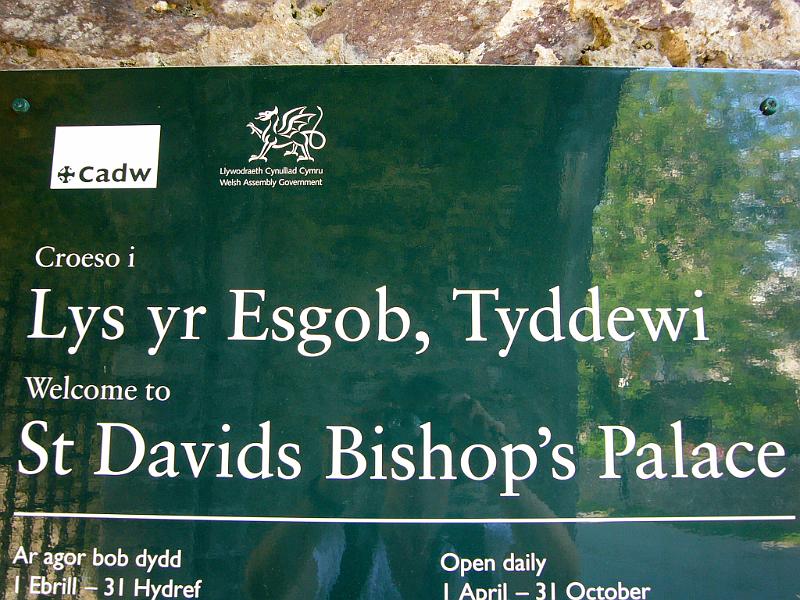 cadw
Llywodraeth Cynulliad Cymru
Welsh Assembly Government
Croeso i
Lys yr Esgob, Tyddewi
Welcome to
St Davids Bishop's Palace
Ar agor bob dydd
1 Ebrill – 31 Hydref
Open daily
1 April – 31 October